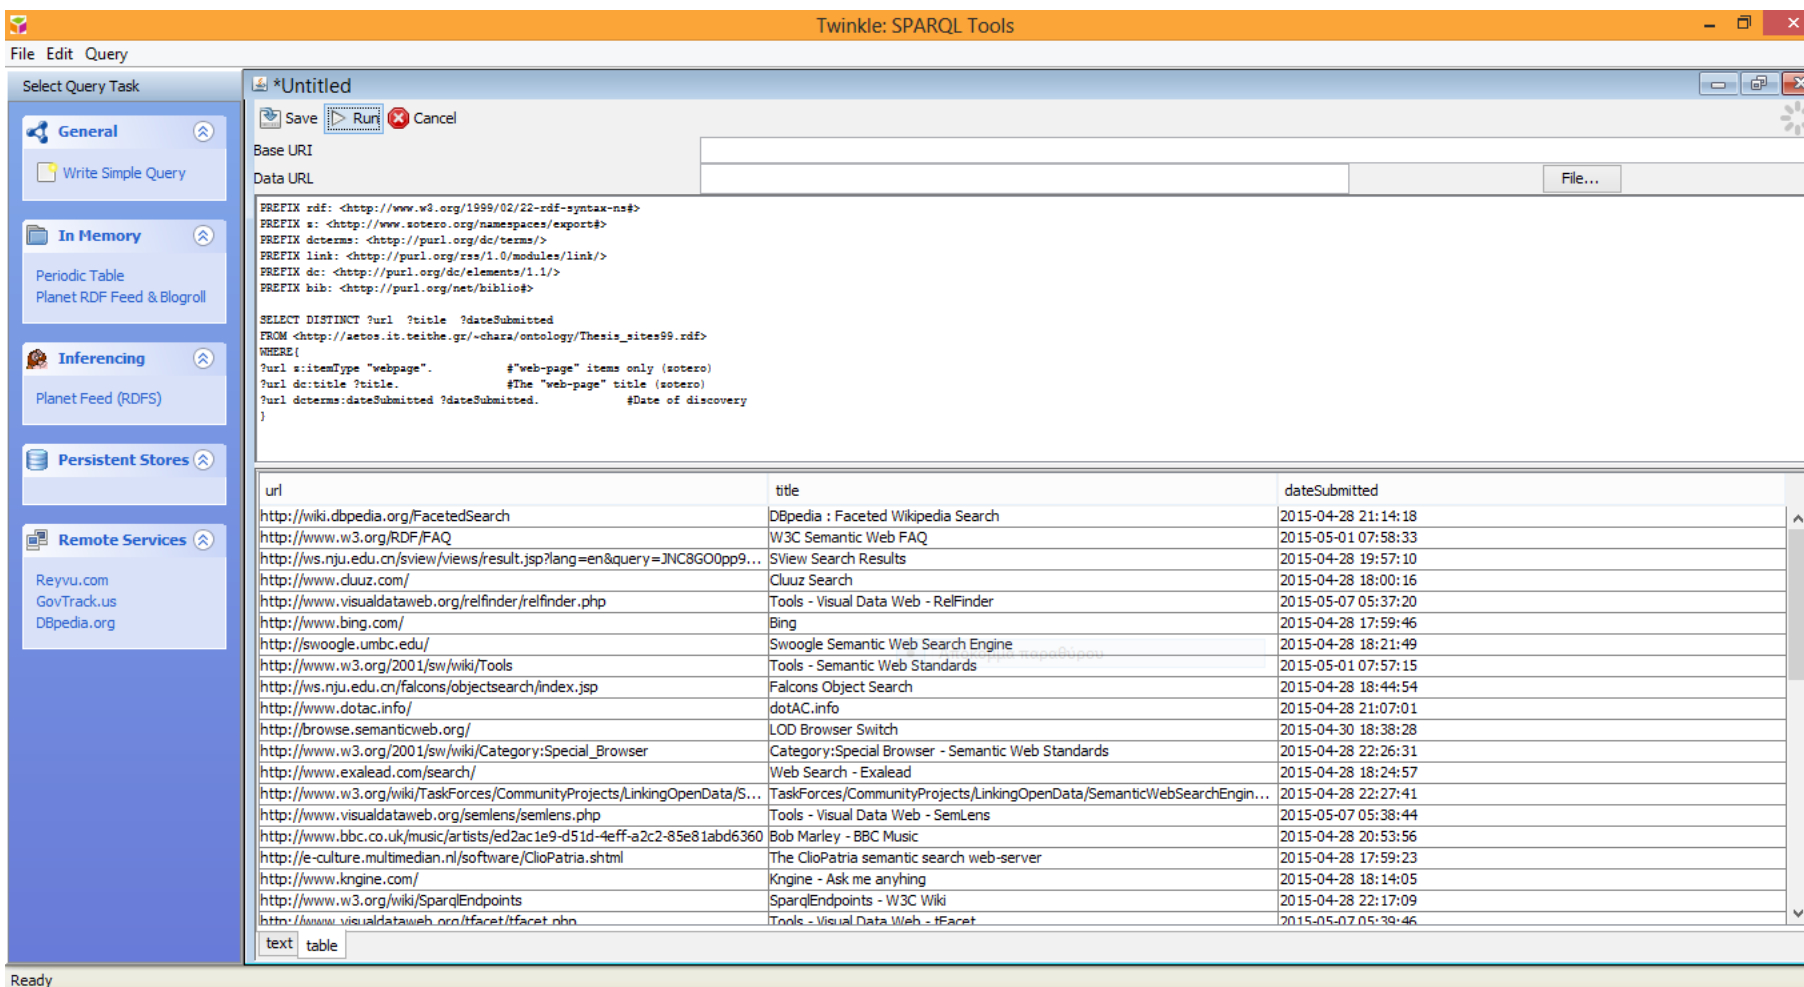 Twinkle: SPARQL Tools
File Edit Query
Select Query Task
General
Write Simple Query
In Memory
Periodic Table
Planet RDF Feed & Blogroll
Inferencing
Planet Feed (RDFS)
Persistent Stores
Remote Services
Reyvu.com
GovTrack.us
DBpedia.org
*Untitled
Save Run Cancel
Base URI
Data URL File...
PREFIX rdf: <http://www.w3.org/1999/02/22-rdf-syntax-ns#>
PREFIX z: <http://www.zotero.org/namespaces/export#>
PREFIX dcterms: <http://purl.org/dc/terms/>
PREFIX link: <http://purl.org/rss/1.0/modules/link/>
PREFIX dc: <http://purl.org/dc/elements/1.1/>
PREFIX bib: <http://purl.org/net/biblio#>
SELECT DISTINCT ?url ?title ?dateSubmitted
FROM <http://aetos.it.teithe.gr/~chara/ontology/Thesis_sites99.rdf>
WHERE{
?url z:itemType "webpage". #"web-page" items only (zotero)
?url dc:title ?title. #The "web-page" title (zotero)
?url dcterms:dateSubmitted ?dateSubmitted. #Date of discovery
}
url title dateSubmitted
http://wiki.dbpedia.org/FacetedSearch DBpedia : Faceted Wikipedia Search 2015-04-28 21:14:18
http://www.w3.org/RDF/FAQ W3C Semantic Web FAQ 2015-05-01 07:58:33
http://ws.nju.edu.cn/sview/views/result.jsp?lang=en&query=JNC8GO0pp9... SView Search Results 2015-04-28 19:57:10
http://www.cluuz.com/ Cluuz Search 2015-04-28 18:00:16
http://www.visualdataweb.org/relfinder/relfinder.php Tools - Visual Data Web - RelFinder 2015-05-07 05:37:20
http://www.bing.com/ Bing 2015-04-28 17:59:46
http://swoogle.umbc.edu/ Swoogle Semantic Web Search Engine 2015-04-28 18:21:49
παραθύρου
http://www.w3.org/2001/sw/wiki/Tools Tools - Semantic Web Standards 2015-05-01 07:57:15
http://ws.nju.edu.cn/falcons/objectsearch/index.jsp Falcons Object Search 2015-04-28 18:44:54
http://www.dotac.info/ dotAC.info 2015-04-28 21:07:01
http://browse.semanticweb.org/ LOD Browser Switch 2015-04-30 18:38:28
http://www.w3.org/2001/sw/wiki/Category:Special_Browser Category:Special Browser - Semantic Web Standards 2015-04-28 22:26:31
http://www.exalead.com/search/ Web Search - Exalead 2015-04-28 18:24:57
http://www.w3.org/wiki/TaskForces/CommunityProjects/LinkingOpenData/S... TaskForces/CommunityProjects/LinkingOpenData/SemanticWebSearchEngin... 2015-04-28 22:27:41
http://www.visualdataweb.org/semlens/semlens.php Tools - Visual Data Web - SemLens 2015-05-07 05:38:44
http://www.bbc.co.uk/music/artists/ed2ac1e9-d51d-4eff-a2c2-85e81abd6360 Bob Marley - BBC Music 2015-04-28 20:53:56
http://e-culture.multimedian.nl/software/ClioPatria.shtml The ClioPatria semantic search web-server 2015-04-28 17:59:23
http://www.kngine.com/ Kngine - Ask me anyhing 2015-04-28 18:14:05
http://www.w3.org/wiki/SparqlEndpoints SparqlEndpoints - W3C Wiki 2015-04-28 22:17:09
http://www.visualdataweb.org/tfacet/tfacet.php Tools - Visual Data Web - tFacet 2015-05-07 05:39:46
text table
Ready